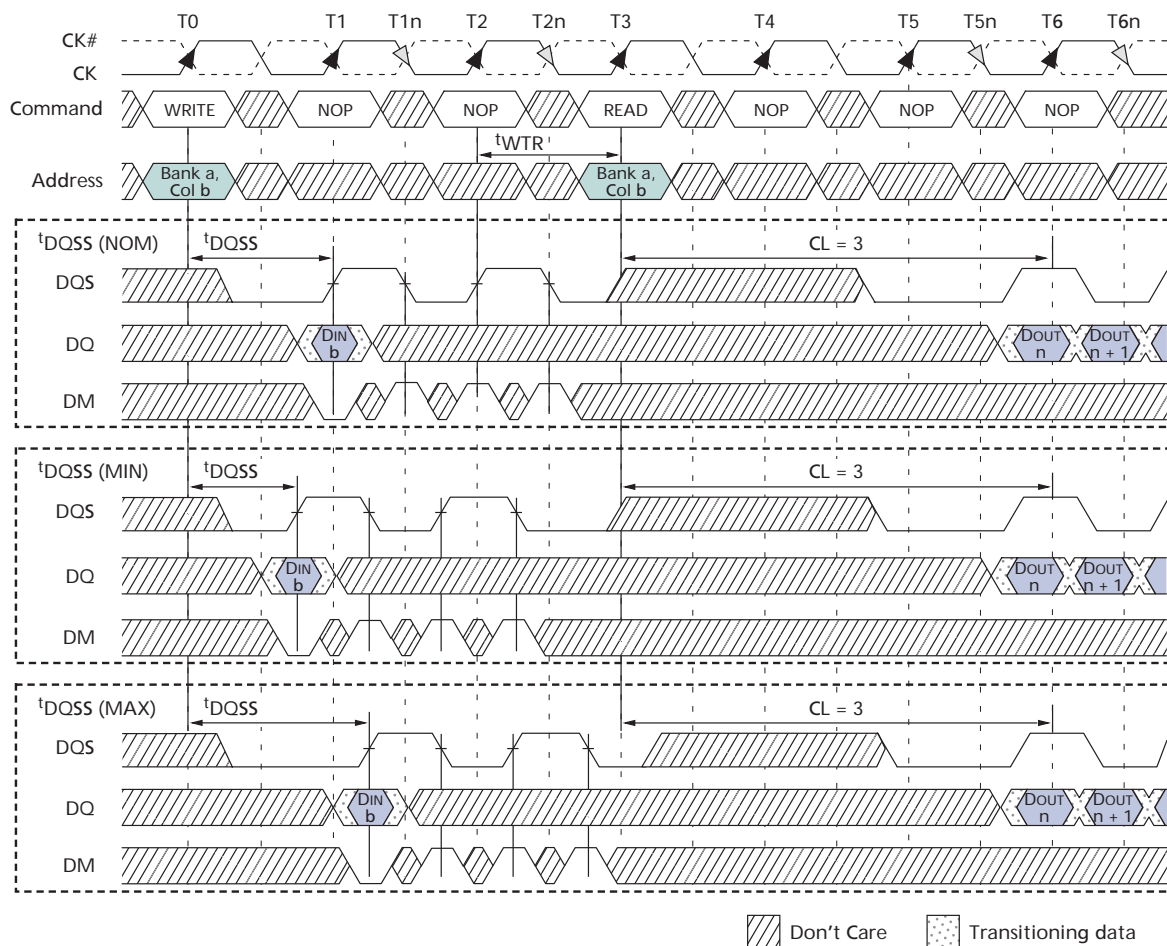 T0 T1 T1n T2 T2n T3 T4 T5 T5n T6 T6n
CK#
CK
Command WRITE NOP NOP READ NOP NOP NOP
tWTR
Address Bank a, Col b Bank a, Col b
tDQSS (NOM) tDQSS CL = 3
DQS
DQ DIN b DOUT n DOUT n + 1
DM
tDQSS (MIN) tDQSS CL = 3
DQS
DQ DIN b DOUT n DOUT n + 1
DM
tDQSS (MAX) tDQSS CL = 3
DQS
DQ DIN b DOUT n DOUT n + 1
DM
Don't Care Transitioning data